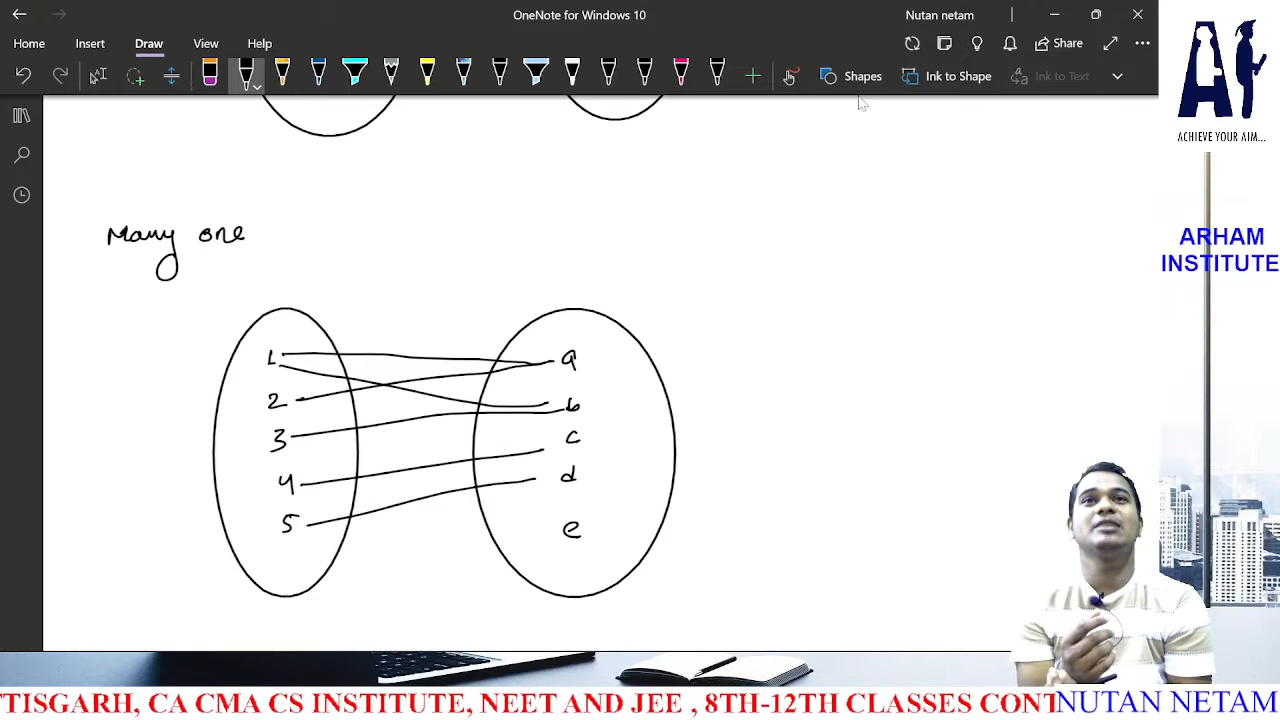 OneNote for Windows 10
Nutan netam
Home Insert Draw View Help
Share
Shapes Ink to Shape Ink to Text
ACHIEVE YOUR AIM...
ARHAM
INSTITUTE
Many one
1 a
2 b
3 c
4 d
5 e
TISGARH, CA CMA CS INSTITUTE, NEET AND JEE , 8TH-12TH CLASSES CONT
NUTAN NETAM